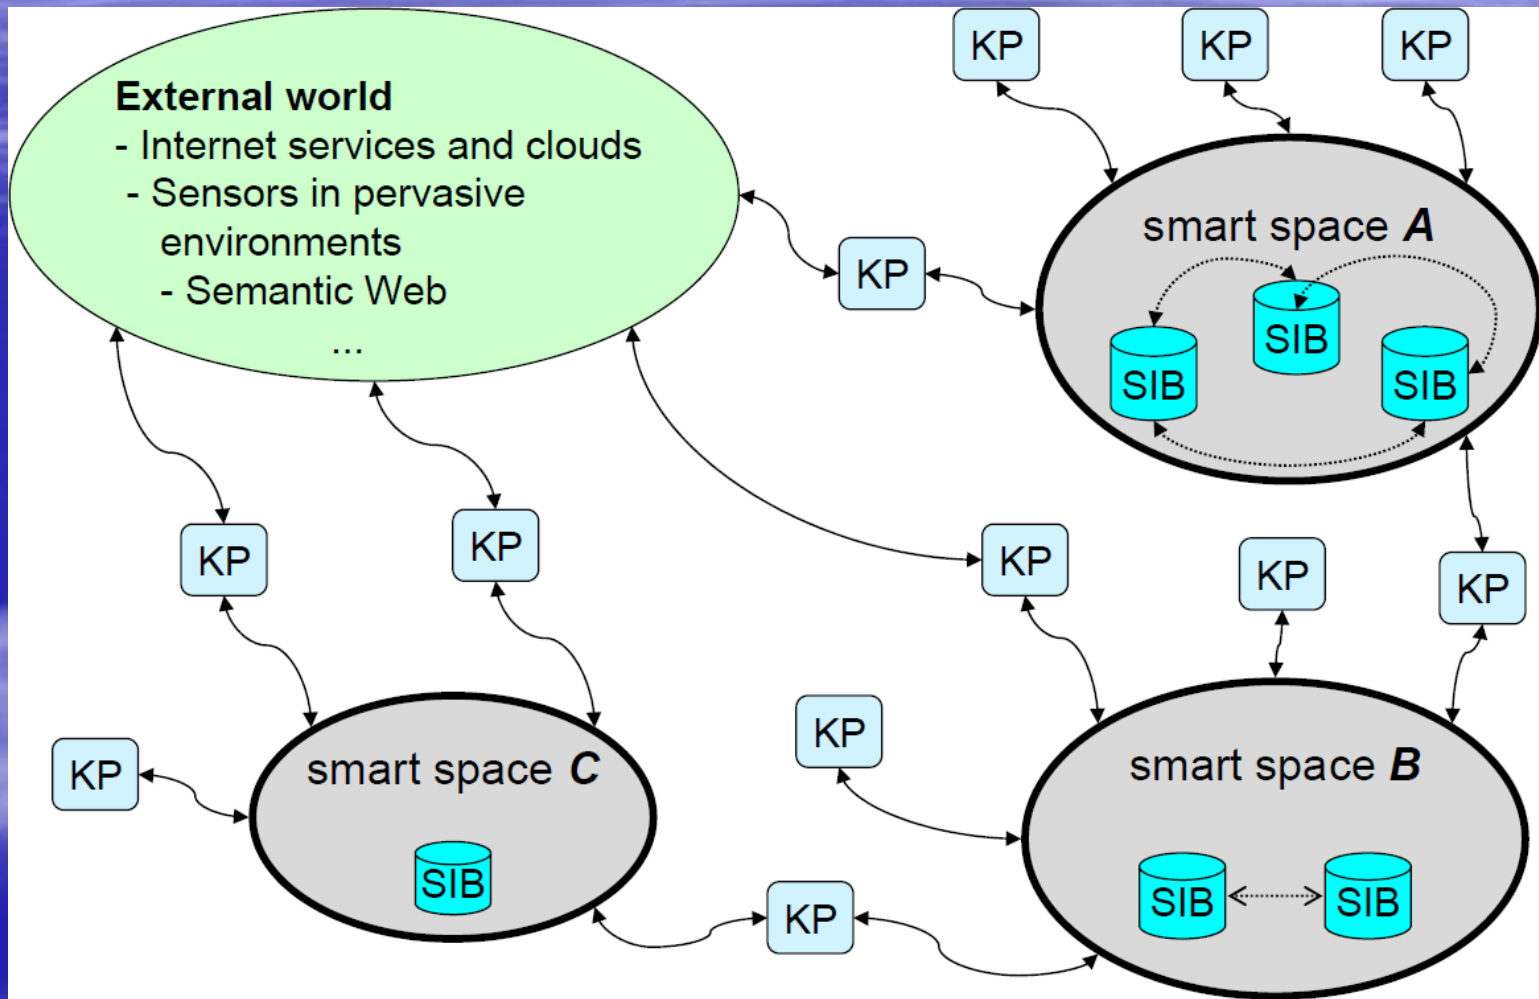 KP
KP
KP
External world
- Internet services and clouds
- Sensors in pervasive
environments
- Semantic Web
...
smart space A
KP
SIB
SIB
SIB
KP
KP
KP
KP
KP
KP
smart space C
KP
smart space B
KP
SIB
SIB
SIB
KP